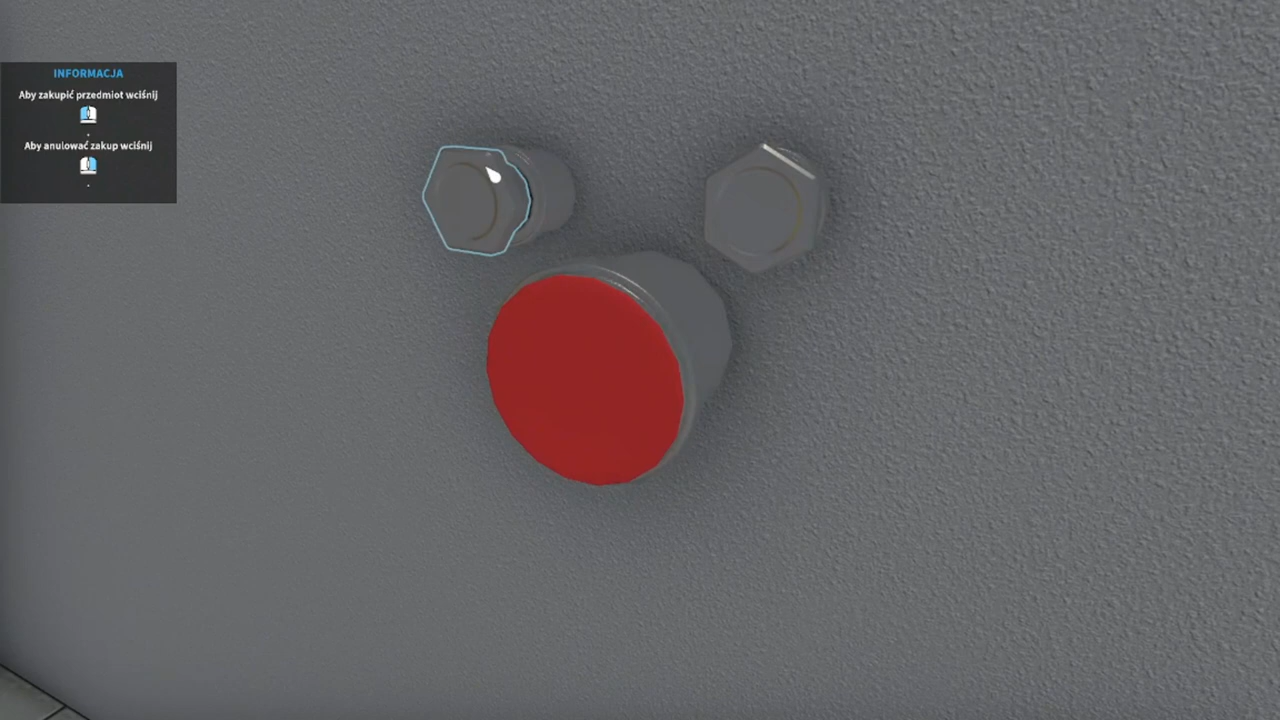 INFORMACJA
Aby zakupić przedmiot wciśnij
.
Aby anulować zakup wciśnij
.